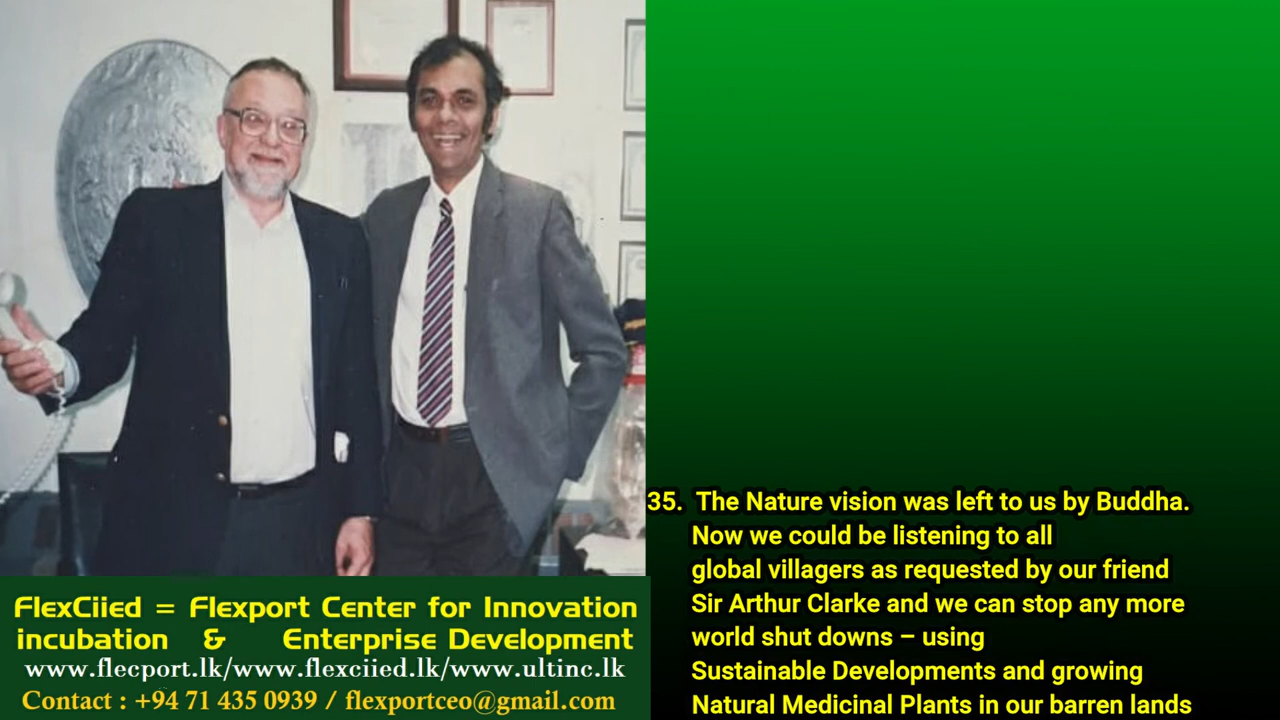 FlexCiied = Flexport Center for Innovation
incubation & Enterprise Development
www.flecport.lk/www.flexciied.lk/www.ultinc.lk
Contact : +94 71 435 0939 / flexportceo@gmail.com
35. The Nature vision was left to us by Buddha.
Now we could be listening to all
global villagers as requested by our friend
Sir Arthur Clarke and we can stop any more
world shut downs – using
Sustainable Developments and growing
Natural Medicinal Plants in our barren lands